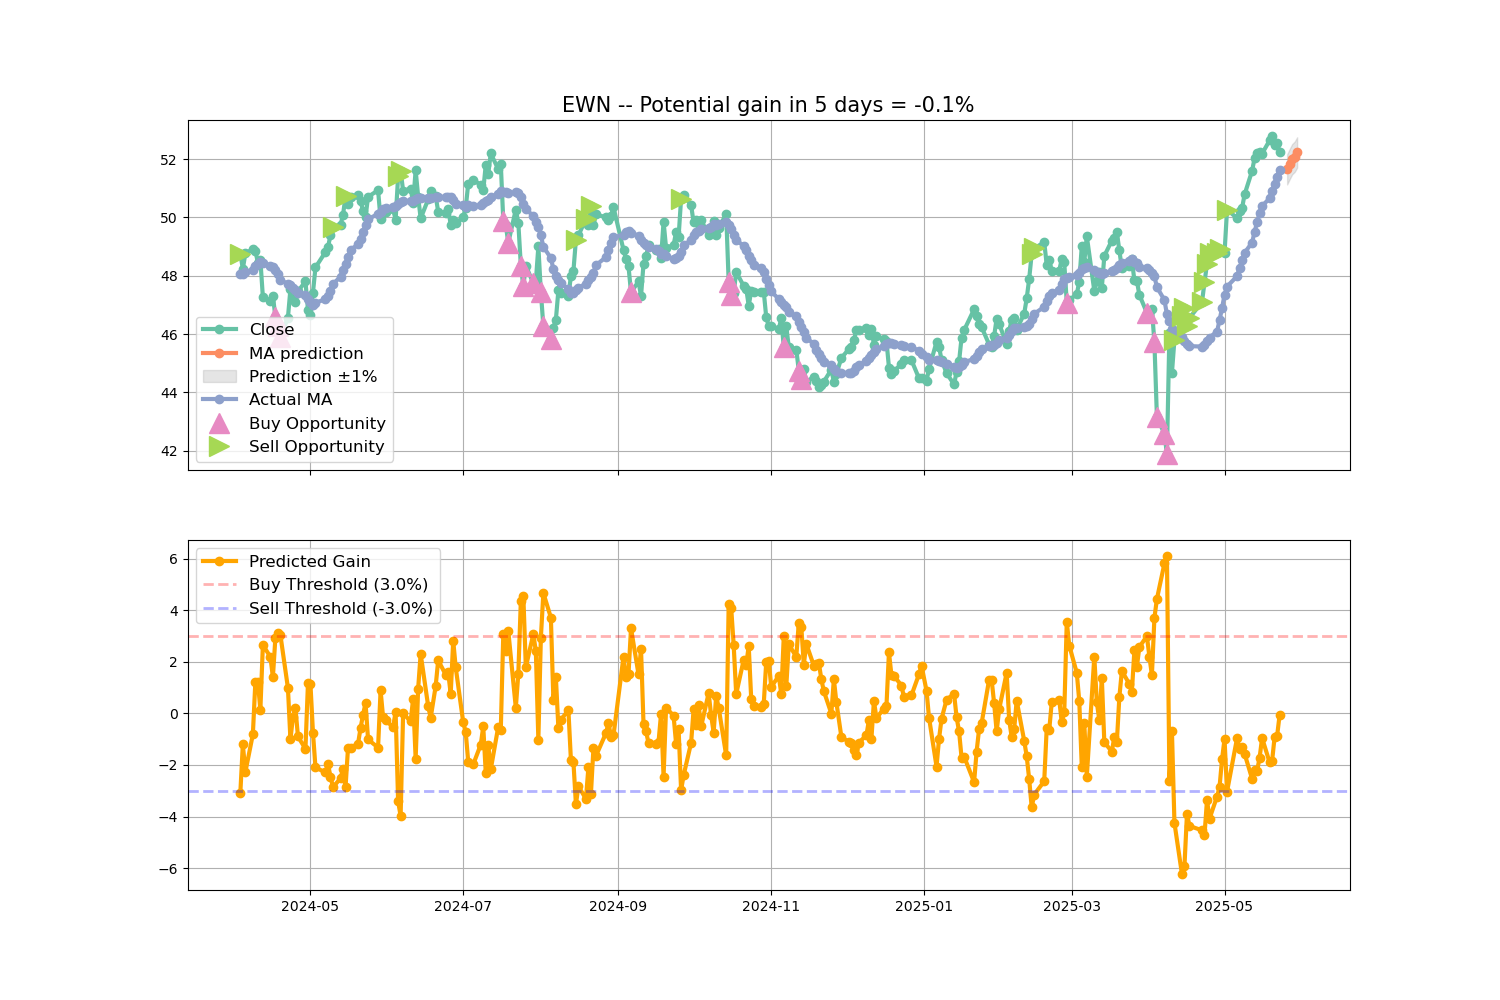 EWN -- Potential gain in 5 days = -0.1%
52
50
48
46
44
42
Close
MA prediction
Prediction ±1%
Actual MA
Buy Opportunity
Sell Opportunity
6
4
2
0
−2
−4
−6
Predicted Gain
Buy Threshold (3.0%)
Sell Threshold (-3.0%)
2024-05
2024-07
2024-09
2024-11
2025-01
2025-03
2025-05